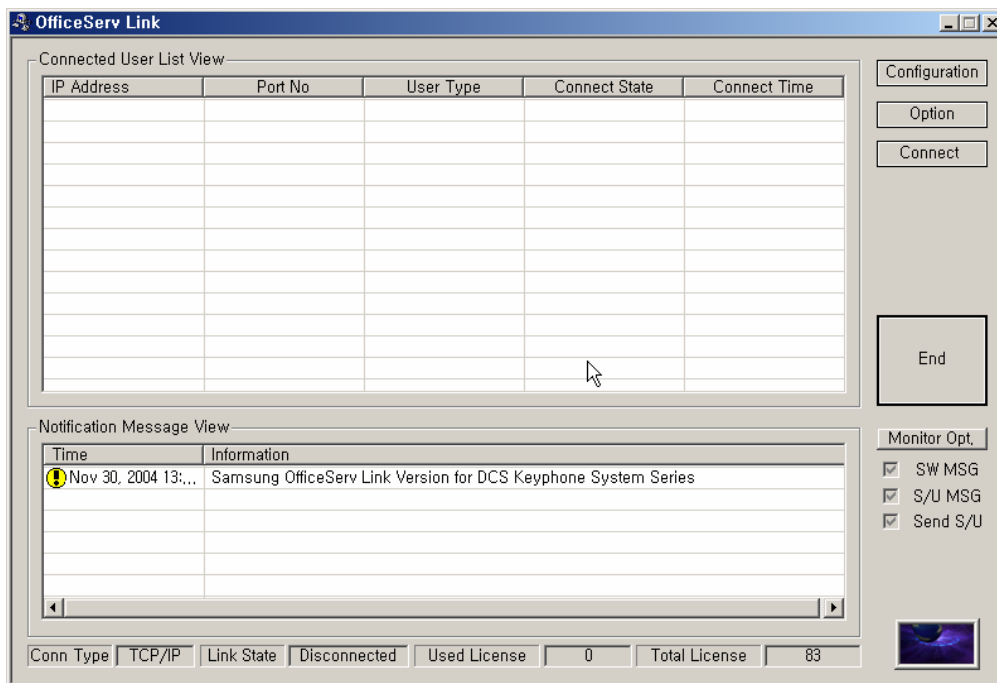 OfficeServ Link
Connected User List View
IP Address Port No User Type Connect State Connect Time
Configuration
Option
Connect
End
Notification Message View
Time Information
Nov 30, 2004 13:... Samsung OfficeServ Link Version for DCS Keyphone System Series
Monitor Opt.
SW MSG
S/U MSG
Send S/U
Conn Type TCP/IP Link State Disconnected Used License 0 Total License 83